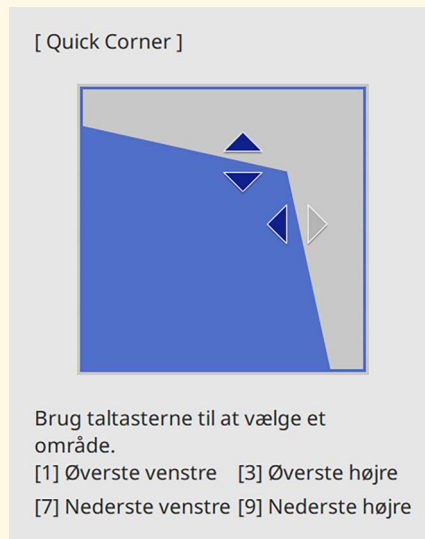 [ Quick Corner ]
Brug taltasterne til at vælge et
område.
[1] Øverste venstre [3] Øverste højre
[7] Nederste venstre [9] Nederste højre